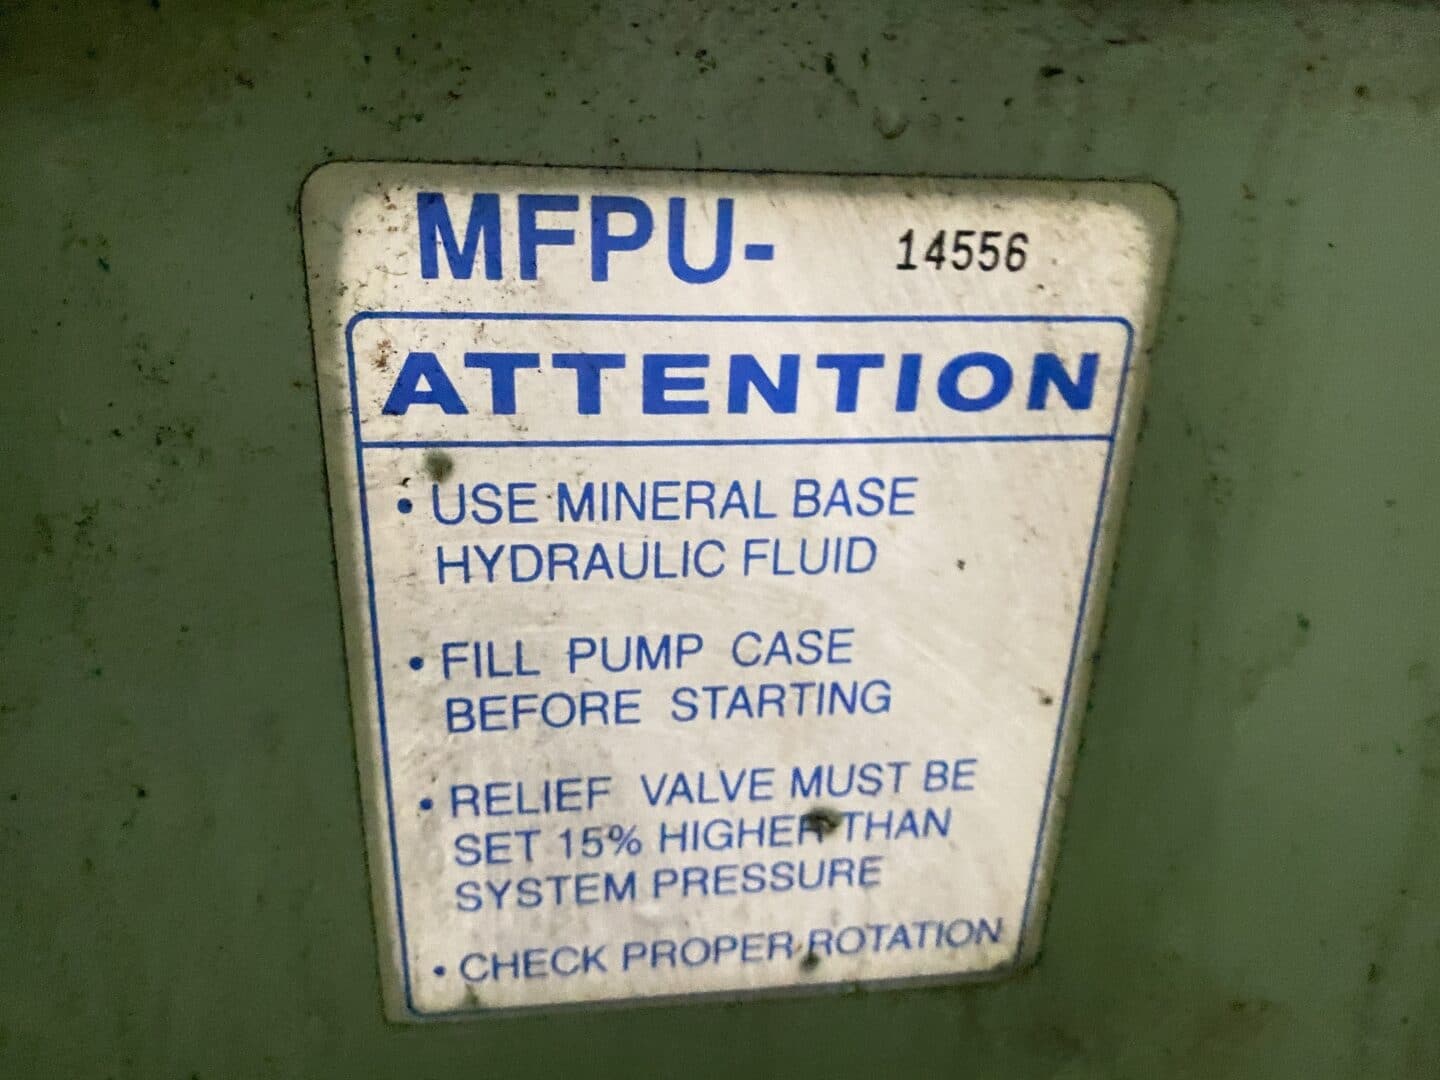 MFPU- 14556
ATTENTION
• USE MINERAL BASE
HYDRAULIC FLUID
• FILL PUMP CASE
BEFORE STARTING
• RELIEF VALVE MUST BE
SET 15% HIGHER THAN
SYSTEM PRESSURE
• CHECK PROPER ROTATION